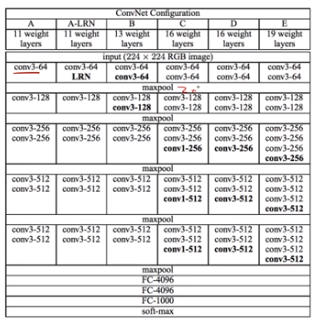 ConvNet Configuration
A A-LRN B C D E
11 weight layers 11 weight layers 13 weight layers 16 weight layers 16 weight layers 19 weight layers
input (224 × 224 RGB image)
conv3-64 conv3-64 conv3-64 conv3-64 conv3-64 conv3-64
LRN conv3-64 conv3-64 conv3-64 conv3-64
maxpool
conv3-128 conv3-128 conv3-128 conv3-128 conv3-128 conv3-128
conv3-128 conv3-128 conv3-128 conv3-128
maxpool
conv3-256 conv3-256 conv3-256 conv3-256 conv3-256 conv3-256
conv3-256 conv3-256 conv3-256 conv3-256 conv3-256 conv3-256
conv1-256 conv3-256 conv3-256
conv3-256
maxpool
conv3-512 conv3-512 conv3-512 conv3-512 conv3-512 conv3-512
conv3-512 conv3-512 conv3-512 conv3-512 conv3-512 conv3-512
conv1-512 conv3-512 conv3-512
conv3-512
maxpool
conv3-512 conv3-512 conv3-512 conv3-512 conv3-512 conv3-512
conv3-512 conv3-512 conv3-512 conv3-512 conv3-512 conv3-512
conv1-512 conv3-512 conv3-512
conv3-512
maxpool
FC-4096
FC-4096
FC-1000
soft-max